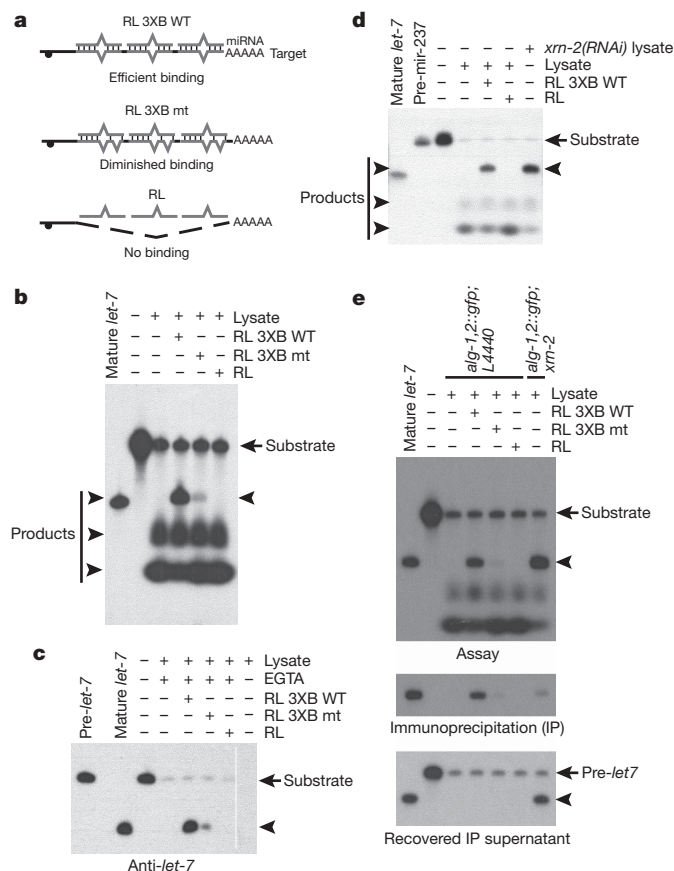 a
RL 3XB WT
miRNA
AAAAA Target
Efficient binding
RL 3XB mt
AAAAA
Diminished binding
RL
AAAAA
No binding
b
Mature let-7
– + + + + Lysate
– – + – – RL 3XB WT
– – – + – RL 3XB mt
– – – – + RL
Substrate
Products
c
Pre-let-7
Mature let-7
– + + + + + Lysate
– + + + + – EGTA
– – + – – – RL 3XB WT
– – – + – – RL 3XB mt
– – – – + – RL
Substrate
Anti-let-7
d
Mature let-7
Pre-mir-237
– – – – + xrn-2(RNAi) lysate
– + + + – Lysate
– – + – – RL 3XB WT
– – – + – RL
Substrate
Products
e
alg-1,2::gfp;
L4440
alg-1,2::gfp;
xrn-2
Mature let-7
– + + + + + Lysate
– – + – – – RL 3XB WT
– – – + – – RL 3XB mt
– – – – + – RL
Substrate
Assay
Immunoprecipitation (IP)
Pre-let7
Recovered IP supernatant